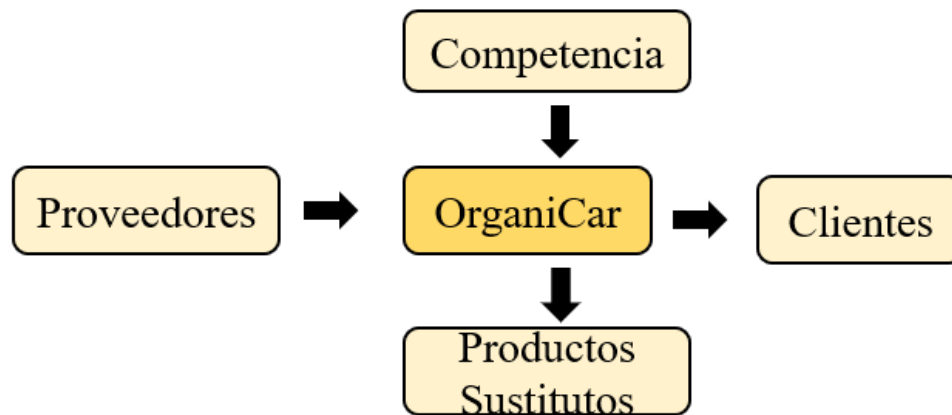 Competencia
Proveedores
OrganiCar
Clientes
Productos
Sustitutos